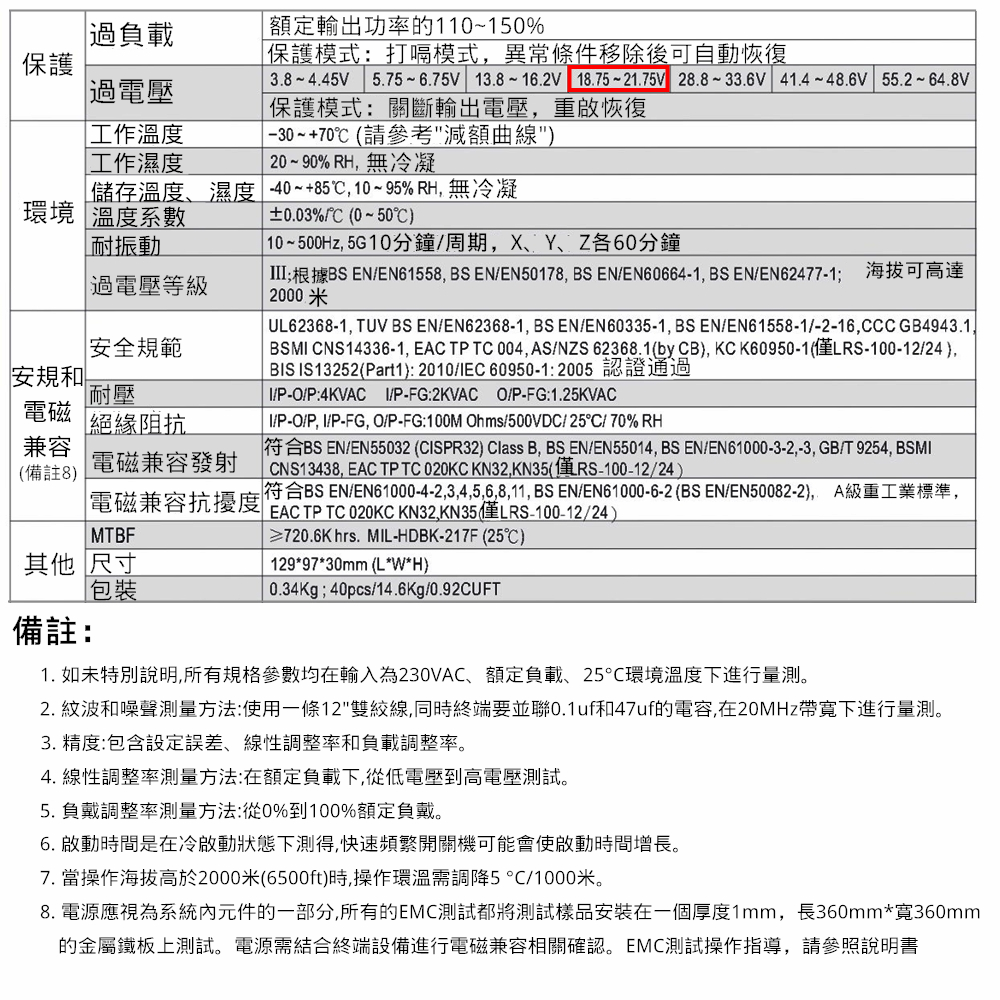 保護
過負載
額定輸出功率的110~150%
保護模式：打嗝模式，異常條件移除後可自動恢復
過電壓
3.8 ~ 4.45V 5.75 ~ 6.75V 13.8 ~ 16.2V 18.75 ~ 21.75V 28.8 ~ 33.6V 41.4 ~ 48.6V 55.2 ~ 64.8V
保護模式：關斷輸出電壓，重啟恢復
環境
工作溫度
-30 ~ +70℃ (請參考"減額曲線")
工作濕度
20 ~ 90% RH, 無冷凝
儲存溫度、濕度
-40 ~ +85℃, 10 ~ 95% RH, 無冷凝
溫度系數
±0.03%/℃ (0 ~ 50℃)
耐振動
10 ~ 500Hz, 5G10分鐘/周期，X、Y、Z各60分鐘
過電壓等級
III;根據BS EN/EN61558, BS EN/EN50178, BS EN/EN60664-1, BS EN/EN62477-1; 海拔可高達
2000 米
安規和
電磁
兼容
(備註8)
安全規範
UL62368-1, TUV BS EN/EN62368-1, BS EN/EN60335-1, BS EN/EN61558-1/-2-16,CCC GB4943.1,
BSMI CNS14336-1, EAC TP TC 004, AS/NZS 62368.1(by CB), KC K60950-1(僅LRS-100-12/24 ),
BIS IS13252(Part1): 2010/IEC 60950-1: 2005 認證通過
耐壓
I/P-O/P:4KVAC I/P-FG:2KVAC O/P-FG:1.25KVAC
絕緣阻抗
I/P-O/P, I/P-FG, O/P-FG:100M Ohms/500VDC/ 25℃/ 70% RH
電磁兼容發射
符合BS EN/EN55032 (CISPR32) Class B, BS EN/EN55014, BS EN/EN61000-3-2,-3, GB/T 9254, BSMI
CNS13438, EAC TP TC 020KC KN32,KN35(僅LRS-100-12/24 )
電磁兼容抗擾度
符合BS EN/EN61000-4-2,3,4,5,6,8,11, BS EN/EN61000-6-2 (BS EN/EN50082-2), A級重工業標準，
EAC TP TC 020KC KN32,KN35(僅LRS-100-12/24 )
其他
MTBF
≥720.6K hrs. MIL-HDBK-217F (25℃)
尺寸
129*97*30mm (L*W*H)
包裝
0.34Kg ; 40pcs/14.6Kg/0.92CUFT
備註：
1. 如未特別說明,所有規格參數均在輸入為230VAC、額定負載、25°C環境溫度下進行量測。
2. 紋波和噪聲測量方法:使用一條12"雙絞線,同時終端要並聯0.1uf和47uf的電容,在20MHz帶寬下進行量測。
3. 精度:包含設定誤差、線性調整率和負載調整率。
4. 線性調整率測量方法:在額定負載下,從低電壓到高電壓測試。
5. 負戴調整率測量方法:從0%到100%額定負戴。
6. 啟動時間是在冷啟動狀態下測得,快速頻繁開關機可能會使啟動時間增長。
7. 當操作海拔高於2000米(6500ft)時,操作環溫需調降5 °C/1000米。
8. 電源應視為系統內元件的一部分,所有的EMC測試都將測試樣品安裝在一個厚度1mm，長360mm*寬360mm
的金屬鐵板上測試。電源需結合終端設備進行電磁兼容相關確認。EMC測試操作指導，請參照說明書